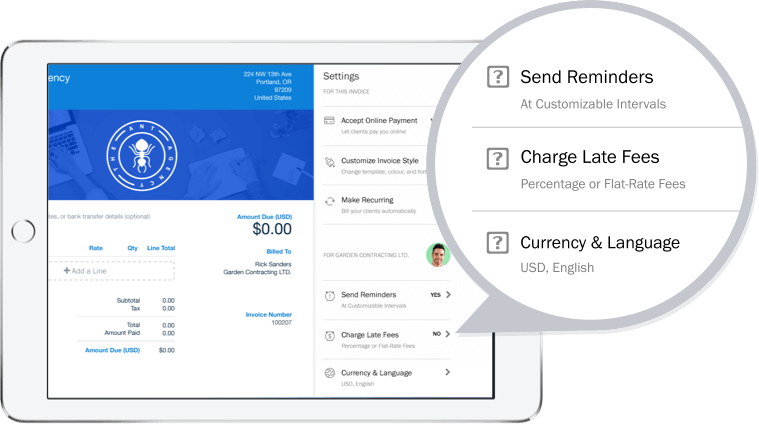 ency
224 NW 13th Ave
Portland, OR
97209
United States
THE ANT AGENCY
tes, or bank transfer details (optional)
Amount Due (USD)
$0.00
Rate Qty Line Total
Billed To
Rick Sanders
Garden Contracting LTD.
+ Add a Line
Subtotal 0.00
Tax 0.00
Invoice Number
100207
Total 0.00
Amount Paid 0.00
Amount Due (USD) $0.00
Settings
FOR THIS INVOICE
Accept Online Payment
Let clients pay you online
Customize Invoice Style
Change template, colour, and fon
Make Recurring
Bill your clients automatically
FOR GARDEN CONTRACTING LTD.
Send Reminders YES
At Customizable Intervals
Charge Late Fees NO
Percentage or Flat-Rate Fees
Currency & Language
USD, English
? Send Reminders
At Customizable Intervals
? Charge Late Fees
Percentage or Flat-Rate Fees
? Currency & Language
USD, English